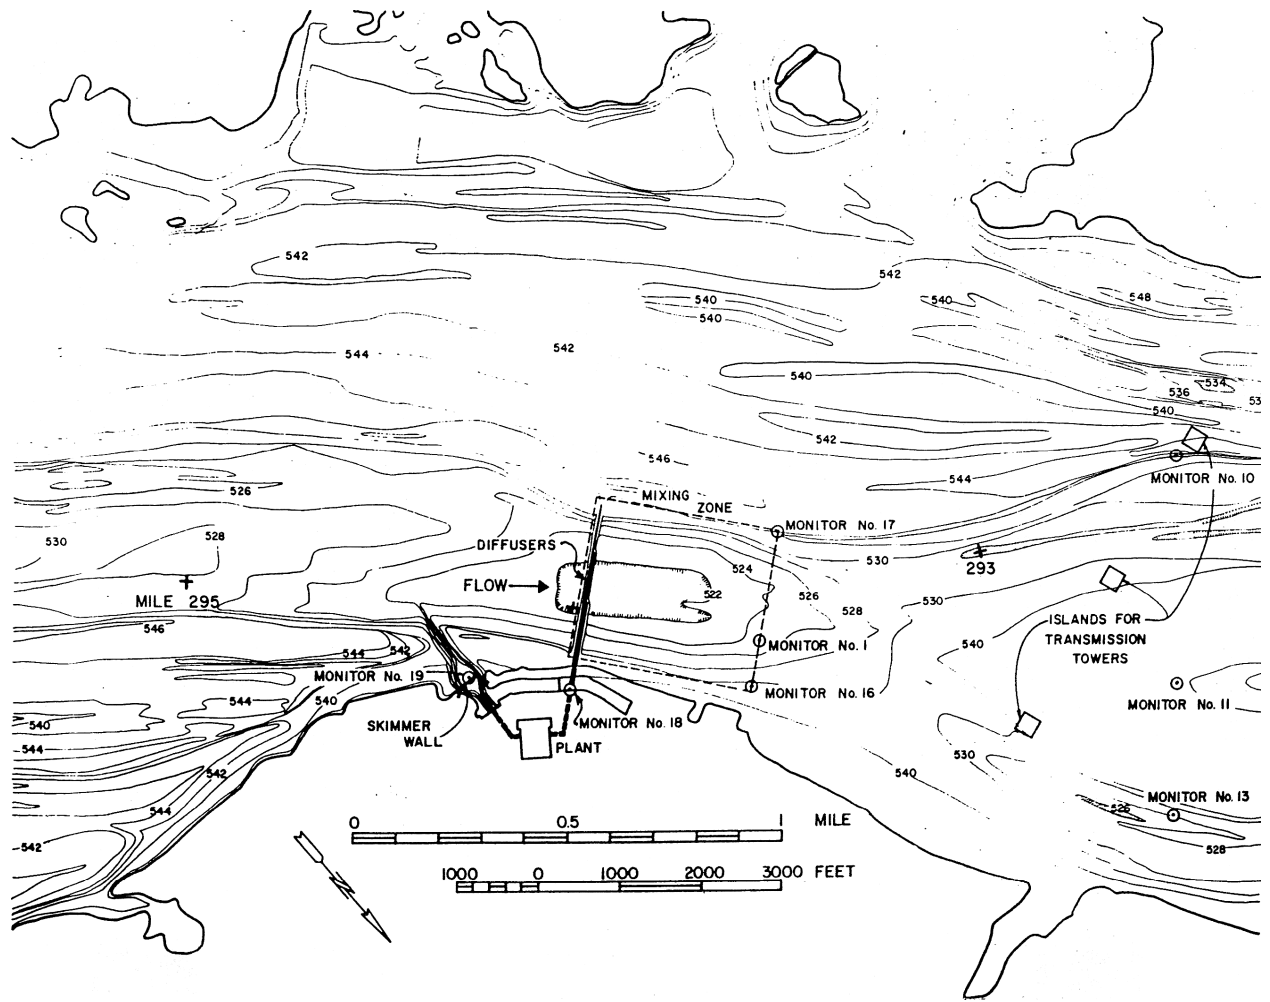 542
542
540
540
540
548
544
542
540
534
536
53
540
542
546
544
526
MONITOR No. 10
MIXING
ZONE
MONITOR No. 17
530
528
DIFFUSERS
524
530
293
FLOW
522
526
528
530
MILE 295
546
544
542
MONITOR No. 1
540
ISLANDS FOR
TRANSMISSION
TOWERS
MONITOR No. 19
MONITOR No. 16
544
540
MONITOR No. 11
540
SKIMMER
WALL
MONITOR No. 18
544
PLANT
530
542
540
MONITOR No. 13
544
526
542
528
0 0.5 1 MILE
1000 0 1000 2000 3000 FEET
N